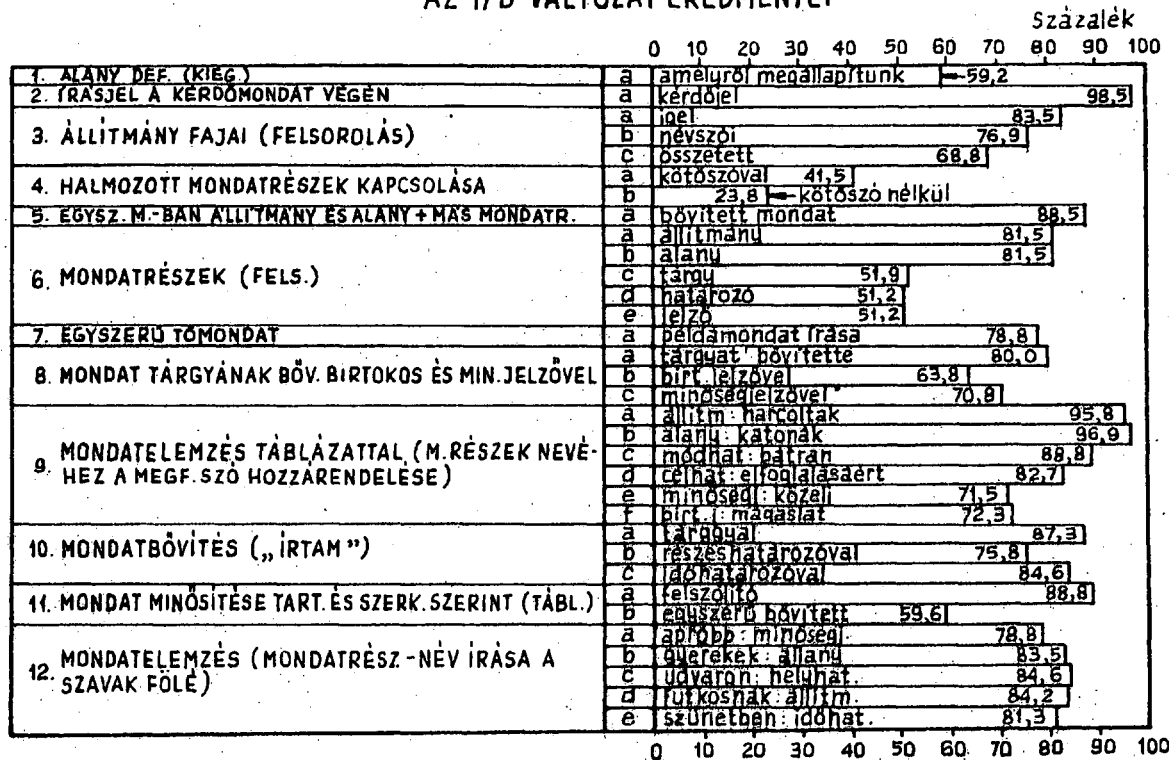 AZ 1/B VÁLTOZAT EREDMÉNYEI
Százalék
0 10 20 30 40 50 60 70 80 90 100
1. ALANY DEF. (KIEG.) a amelyről megállapítunk 59,2
2. ÍRÁSJEL A KÉRDŐMONDAT VÉGÉN a kérdőjel 98,5
3. ÁLLÍTMÁNY FAJAI (FELSOROLÁS) a igei 83,5
b névszói 76,9
c összetett 68,8
4. HALMOZOTT MONDATRÉSZEK KAPCSOLÁSA a kötőszóval 41,5
b 23,8 kötőszó nélkül
5. EGYSZ. M.-BAN ÁLLÍTMÁNY ÉS ALANY + MÁS MONDATR. a bővített mondat 88,5
6. MONDATRÉSZEK (FELS.) a állítmány 81,5
b alany 81,5
c tárgy 51,9
d határozó 51,2
e jelző 51,2
7. EGYSZERŰ TŐMONDAT a példamondat írása 78,8
8. MONDAT TÁRGYÁNAK BŐV. BIRTOKOS ÉS MIN. JELZŐVEL a tárgyat bővítette 80,0
b birt. jelzővel 63,8
c minőségjelzővel 70,8
9. MONDATELEMZÉS TÁBLÁZATTAL (M. RÉSZEK NEVÉ-
HEZ A MEGF. SZÓ HOZZÁRENDELÉSE) a állítm: harcoltak 95,8
b alany: katonák 96,9
c módhat: bátran 88,8
d célhat: elfoglalásáért 82,7
e minőségj: közeli 71,5
f birt. j: magaslat 72,3
10. MONDATBŐVÍTÉS („ÍRTAM”) a tárggyal 87,3
b részeshatározóval 75,8
c időhatározóval 84,6
11. MONDAT MINŐSÍTÉSE TART. ÉS SZERK. SZERINT (TÁBL.) a felszólító 88,8
b egyszerű bővített 59,6
12. MONDATELEMZÉS (MONDATRÉSZ-NÉV ÍRÁSA A
SZAVAK FÖLÉ) a apróbb: minőségj. 78,8
b gyerekek: alany 83,5
c udvaron: helyhat. 84,6
d futkosnak: állítm. 84,2
e szünetben: időhat. 81,3
0 10 20 30 40 50 60 70 80 90 100